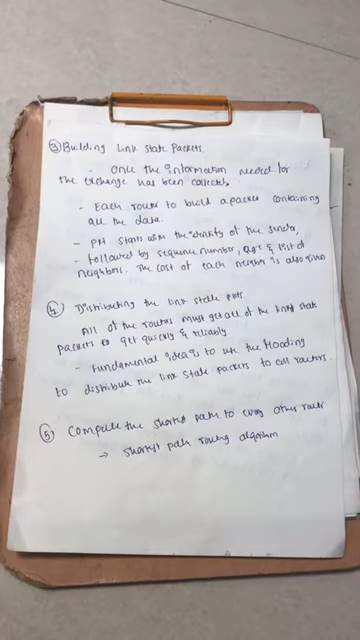 ③ Building Link State Packets.
- Once the information needed for
the exchange has been collected,
- Each router to build a packet containing
all the data.
- Pkt starts with the identity of the sender,
- followed by sequence number, age & list of
neighbors. The cost of each neighbor is also given
④ Distributing the link state pkts
All of the routers must get all of the link state
packets to get quickly & reliably
- Fundamental idea is to use the flooding
to distribute the link state packets to all routers.
⑤ Compute the shortest path to every other router
→ shortest path routing algorithm